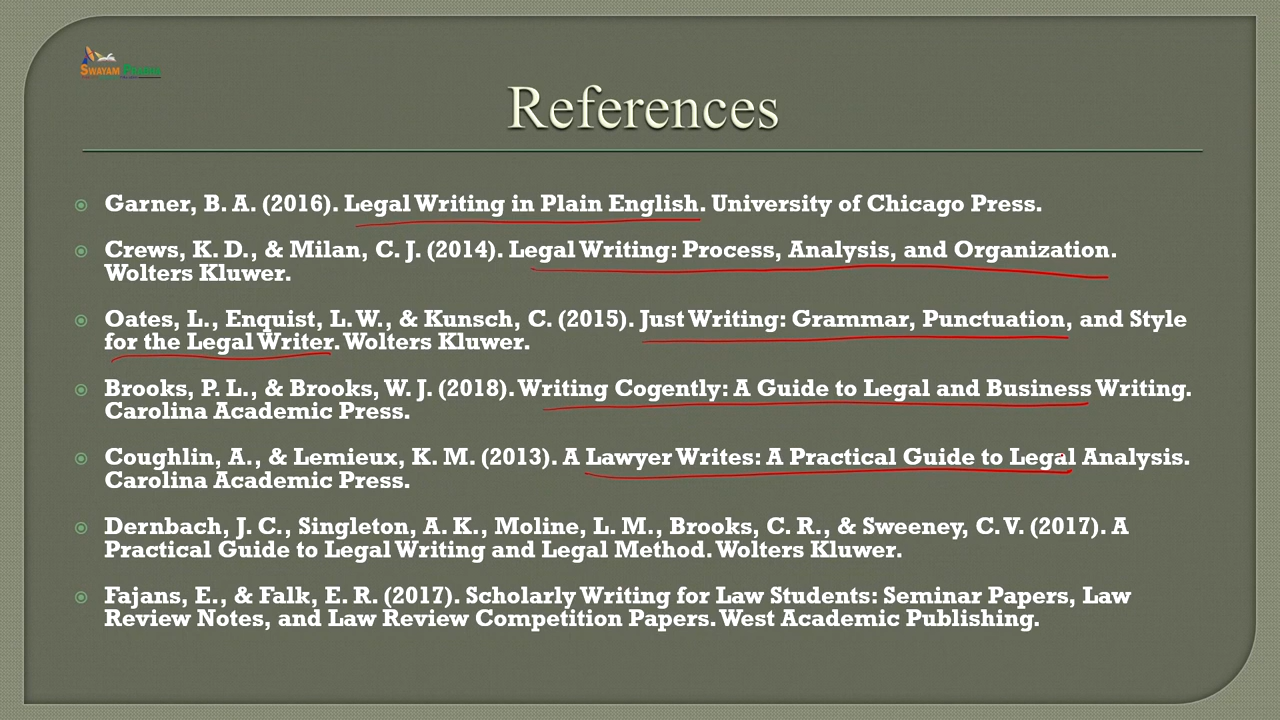 SWAYAM PRABHA
References
Garner, B. A. (2016). Legal Writing in Plain English. University of Chicago Press.
Crews, K. D., & Milan, C. J. (2014). Legal Writing: Process, Analysis, and Organization.
Wolters Kluwer.
Oates, L., Enquist, L. W., & Kunsch, C. (2015). Just Writing: Grammar, Punctuation, and Style
for the Legal Writer. Wolters Kluwer.
Brooks, P. L., & Brooks, W. J. (2018). Writing Cogently: A Guide to Legal and Business Writing.
Carolina Academic Press.
Coughlin, A., & Lemieux, K. M. (2013). A Lawyer Writes: A Practical Guide to Legal Analysis.
Carolina Academic Press.
Dernbach, J. C., Singleton, A. K., Moline, L. M., Brooks, C. R., & Sweeney, C. V. (2017). A
Practical Guide to Legal Writing and Legal Method. Wolters Kluwer.
Fajans, E., & Falk, E. R. (2017). Scholarly Writing for Law Students: Seminar Papers, Law
Review Notes, and Law Review Competition Papers. West Academic Publishing.